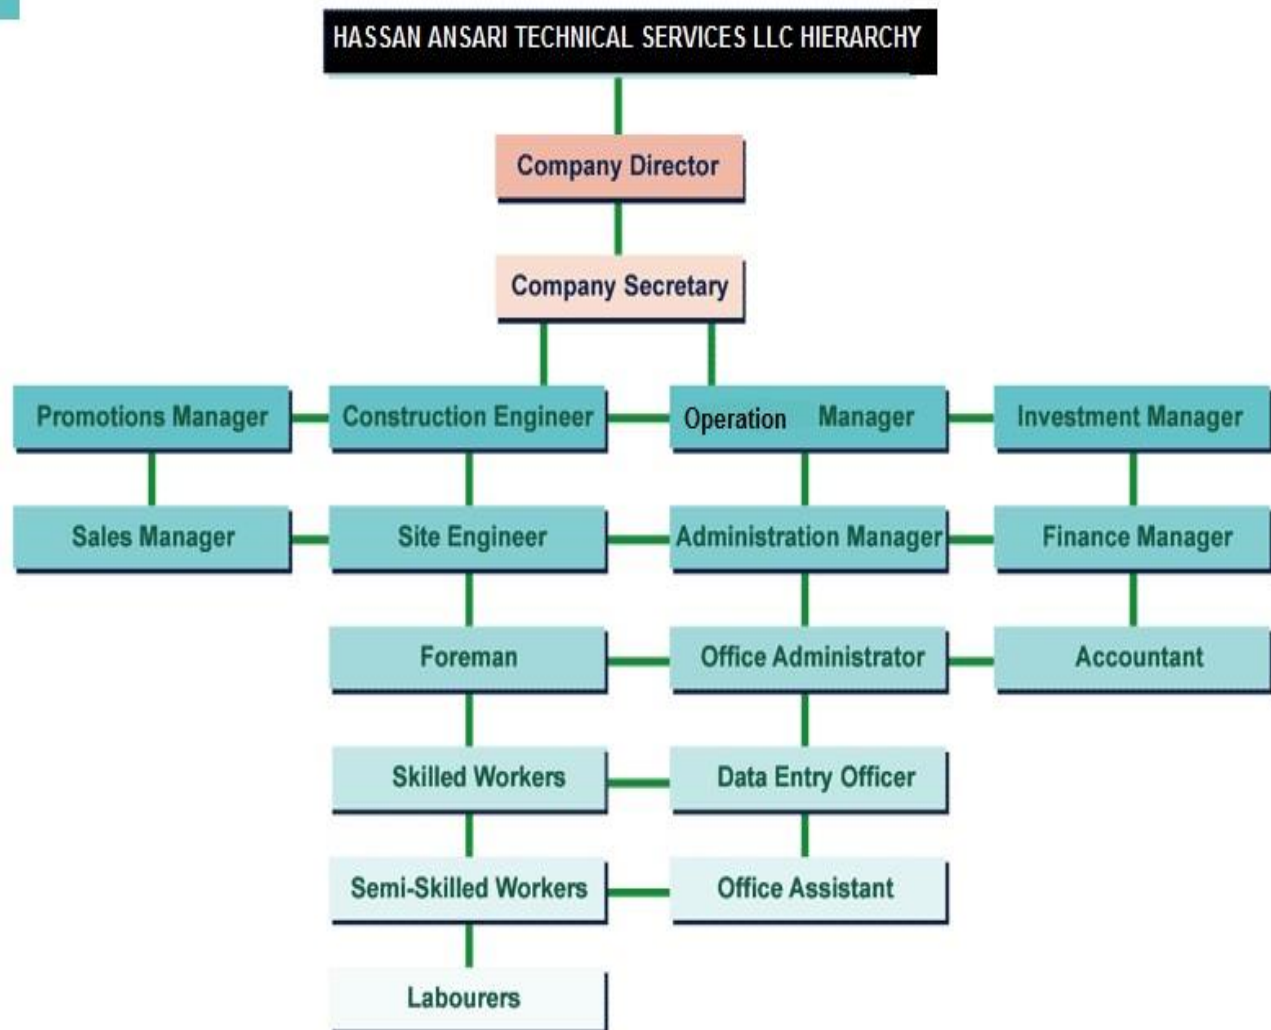 HASSAN ANSARI TECHNICAL SERVICES LLC HIERARCHY
Company Director
Company Secretary
Promotions Manager
Construction Engineer
Operation Manager
Investment Manager
Sales Manager
Site Engineer
Administration Manager
Finance Manager
Foreman
Office Administrator
Accountant
Skilled Workers
Data Entry Officer
Semi-Skilled Workers
Office Assistant
Labourers